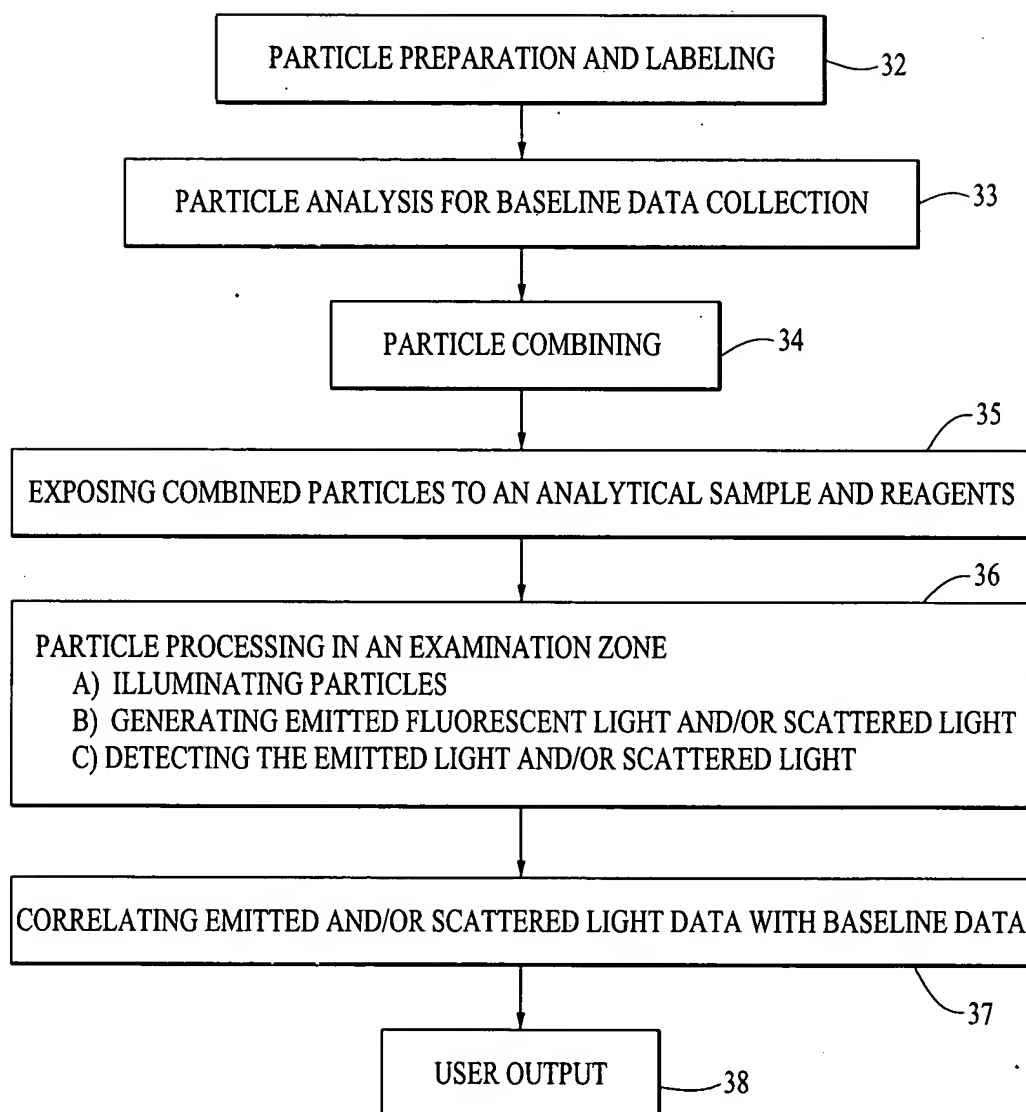 PARTICLE PREPARATION AND LABELING
32
PARTICLE ANALYSIS FOR BASELINE DATA COLLECTION
33
PARTICLE COMBINING
34
35
EXPOSING COMBINED PARTICLES TO AN ANALYTICAL SAMPLE AND REAGENTS
36
PARTICLE PROCESSING IN AN EXAMINATION ZONE
A) ILLUMINATING PARTICLES
B) GENERATING EMITTED FLUORESCENT LIGHT AND/OR SCATTERED LIGHT
C) DETECTING THE EMITTED LIGHT AND/OR SCATTERED LIGHT
CORRELATING EMITTED AND/OR SCATTERED LIGHT DATA WITH BASELINE DATA
37
USER OUTPUT
38